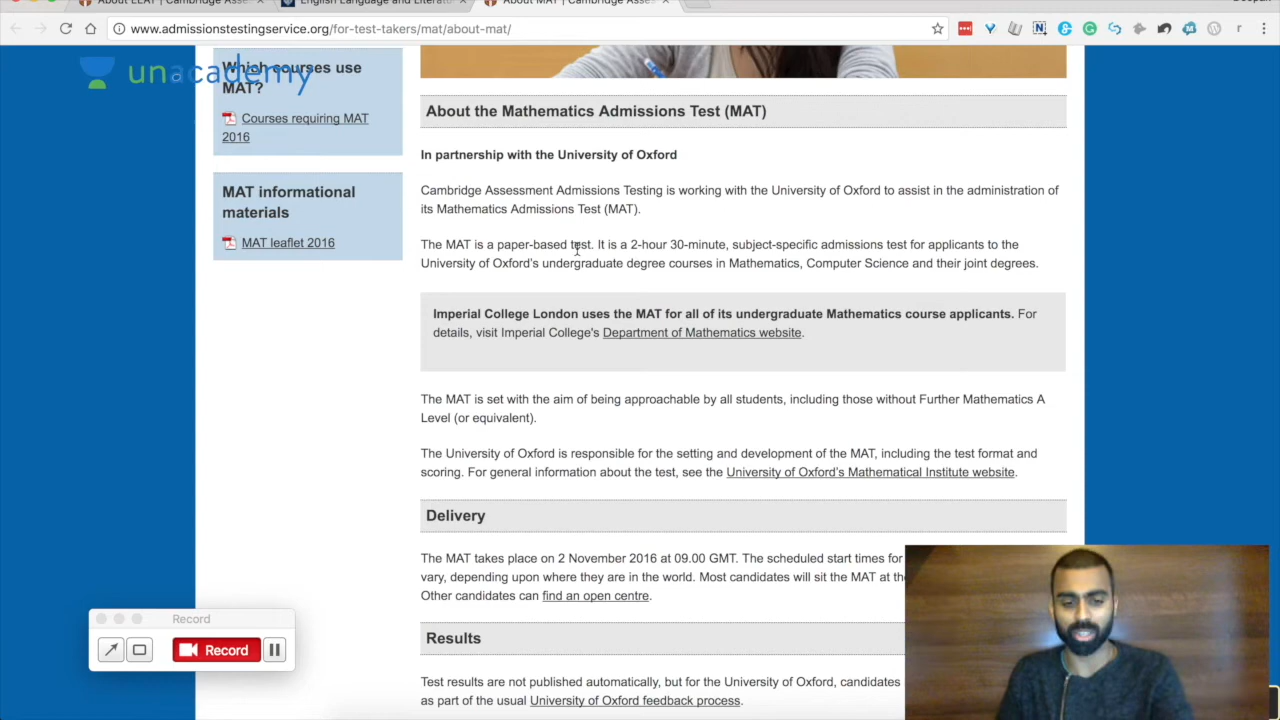 About LLAT | Cambridge Asses
English Language and Literatu
About MAT | Cambridge Asses
www.admissionstestingservice.org/for-test-takers/mat/about-mat/
unacademy
Which courses use
MAT?
Courses requiring MAT
2016
MAT informational
materials
MAT leaflet 2016
About the Mathematics Admissions Test (MAT)
In partnership with the University of Oxford
Cambridge Assessment Admissions Testing is working with the University of Oxford to assist in the administration of
its Mathematics Admissions Test (MAT).
The MAT is a paper-based test. It is a 2-hour 30-minute, subject-specific admissions test for applicants to the
University of Oxford's undergraduate degree courses in Mathematics, Computer Science and their joint degrees.
Imperial College London uses the MAT for all of its undergraduate Mathematics course applicants. For
details, visit Imperial College's Department of Mathematics website.
The MAT is set with the aim of being approachable by all students, including those without Further Mathematics A
Level (or equivalent).
The University of Oxford is responsible for the setting and development of the MAT, including the test format and
scoring. For general information about the test, see the University of Oxford's Mathematical Institute website.
Delivery
The MAT takes place on 2 November 2016 at 09.00 GMT. The scheduled start times for
vary, depending upon where they are in the world. Most candidates will sit the MAT at the
Other candidates can find an open centre.
Results
Test results are not published automatically, but for the University of Oxford, candidates
as part of the usual University of Oxford feedback process.
Record
Record